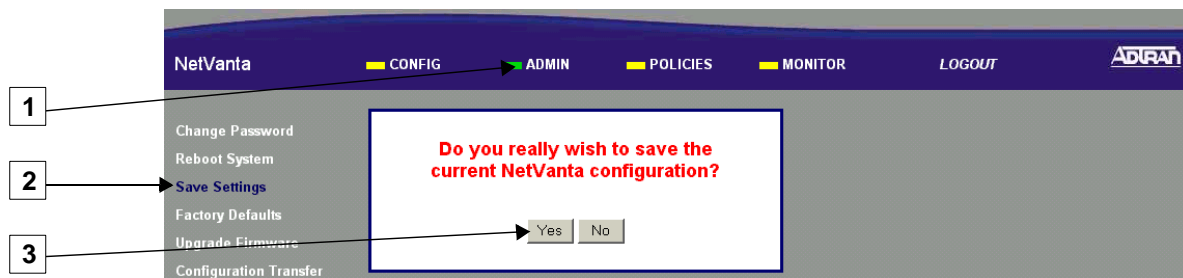 NetVanta CONFIG ADMIN POLICIES MONITOR LOGOUT ADTRAN
1
Change Password
Reboot System
2
Save Settings
Factory Defaults
Upgrade Firmware
3
Configuration Transfer
Do you really wish to save the
current NetVanta configuration?
Yes No